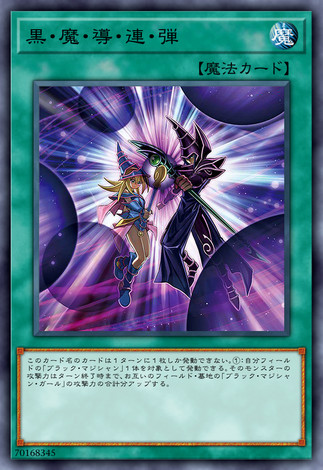 黒・魔・導・連・弾
魔
【魔法カード】
このカード名のカードは１ターンに１枚しか発動できない。①：自分フィール
ドの「ブラック・マジシャン」１体を対象として発動できる。そのモンスターの
攻撃力はターン終了時まで、お互いのフィールド・墓地の「ブラック・マジシャ
ン・ガール」の攻撃力の合計分アップする。
70168345